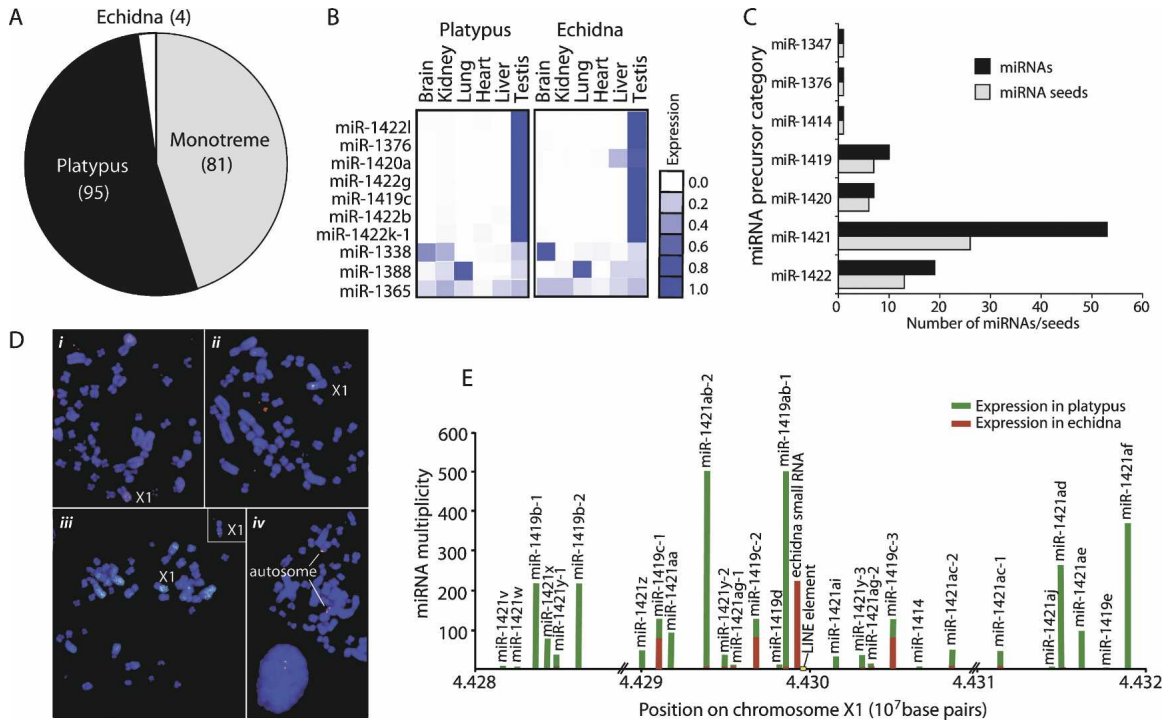 A
Echidna (4)
Platypus
(95)
Monotreme
(81)
B
Platypus
Echidna
Brain
Kidney
Lung
Heart
Liver
Testis
Brain
Kidney
Lung
Heart
Liver
Testis
miR-1422l
miR-1376
miR-1420a
miR-1422g
miR-1419c
miR-1422b
miR-1422k-1
miR-1338
miR-1388
miR-1365
Expression
0.0
0.2
0.4
0.6
0.8
1.0
C
miRNA precursor category
miR-1347
miR-1376
miR-1414
miR-1419
miR-1420
miR-1421
miR-1422
miRNAs
miRNA seeds
0 10 20 30 40 50 60
Number of miRNAs/seeds
D
i
X1
ii
X1
iii
X1
X1
iv
autosome
E
Expression in platypus
Expression in echidna
miRNA multiplicity
600
500
400
300
200
100
miR-1421v
miR-1421w
miR-1419b-1
miR-1421x
miR-1421y-1
miR-1419b-2
miR-1421z
miR-1419c-1
miR-1421aa
miR-1421ab-2
miR-1421y-2
miR-1421ag-1
miR-1419c-2
miR-1419d
miR-1419ab-1
echidna small RNA
LINE element
miR-1421ai
miR-1421y-3
miR-1421ag-2
miR-1419c-3
miR-1414
miR-1421ac-2
miR-1421ac-1
miR-1421aj
miR-1421ad
miR-1421ae
miR-1419e
miR-1421af
4.428 4.429 4.430 4.431 4.432
Position on chromosome X1 (10⁷base pairs)